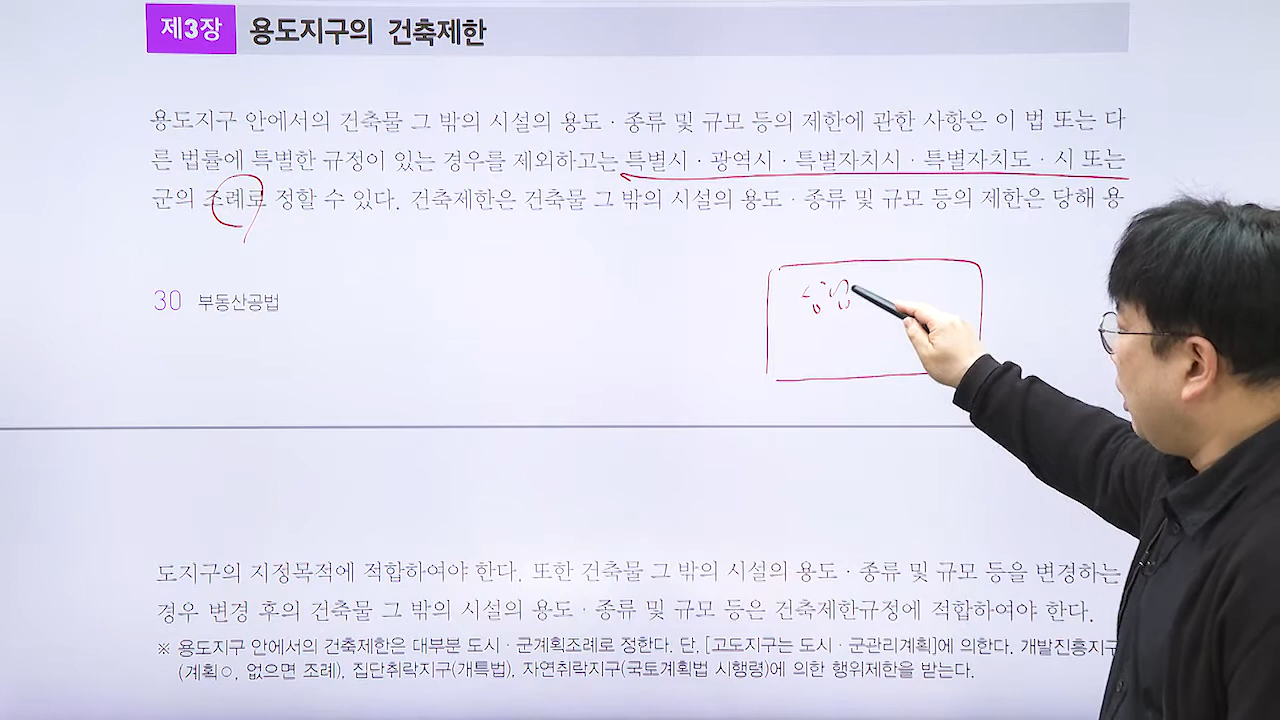 제3장 용도지구의 건축제한
용도지구 안에서의 건축물 그 밖의 시설의 용도 · 종류 및 규모 등의 제한에 관한 사항은 이 법 또는 다
른 법률에 특별한 규정이 있는 경우를 제외하고는 특별시 · 광역시 · 특별자치시 · 특별자치도 · 시 또는
군의 조례로 정할 수 있다. 건축제한은 건축물 그 밖의 시설의 용도 · 종류 및 규모 등의 제한은 당해 용
상업
30 부동산공법
도지구의 지정목적에 적합하여야 한다. 또한 건축물 그 밖의 시설의 용도 · 종류 및 규모 등을 변경하는
경우 변경 후의 건축물 그 밖의 시설의 용도 · 종류 및 규모 등은 건축제한규정에 적합하여야 한다.
※ 용도지구 안에서의 건축제한은 대부분 도시 · 군계획조례로 정한다. 단, [고도지구는 도시 · 군관리계획]에 의한다. 개발진흥지구
(계획○, 없으면 조례), 집단취락지구(개특법), 자연취락지구(국토계획법 시행령)에 의한 행위제한을 받는다.